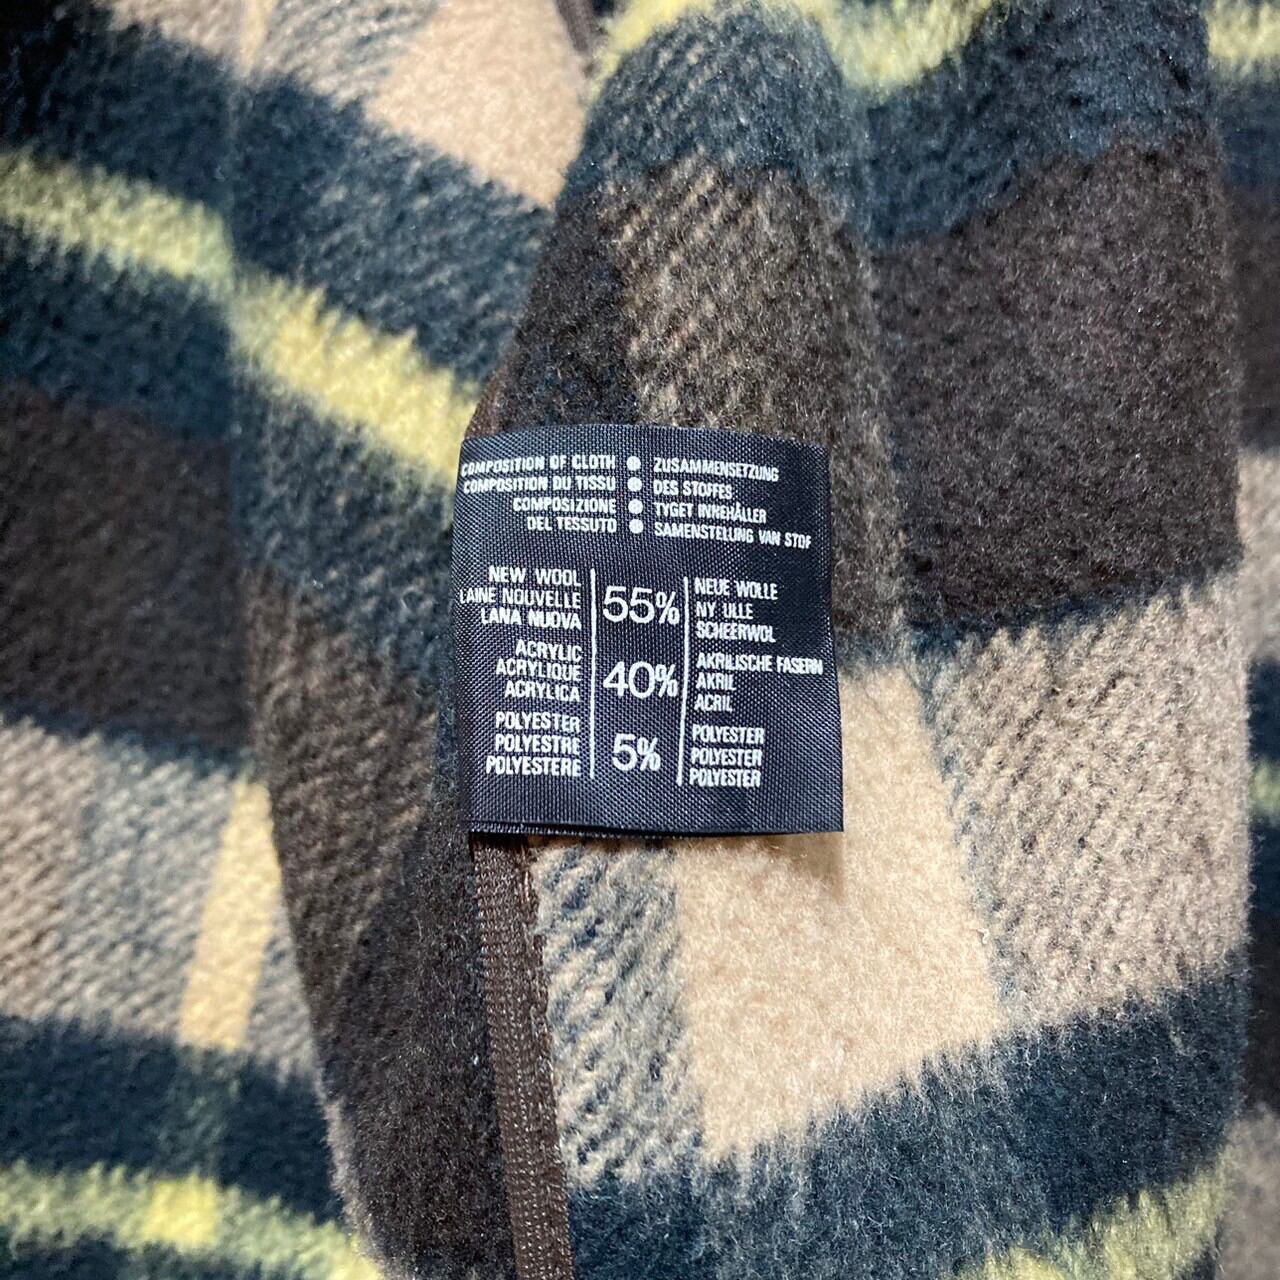 COMPOSITION OF CLOTH ● ZUSAMMENSETZUNG
COMPOSITION DU TISSU ● DES STOFFES
COMPOSIZIONE ● TYGET INNEHÅLLER
DEL TESSUTO ● SAMENSTELLING VAN STOF
NEW WOOL
LAINE NOUVELLE
LANA NUOVA
55%
NEUE WOLLE
NY ULLE
SCHEERWOL
ACRYLIC
ACRYLIQUE
ACRYLICA
40%
AKRILISCHE FASERN
AKRIL
ACRIL
POLYESTER
POLYESTRE
POLYESTERE
5%
POLYESTER
POLYESTER
POLYESTER